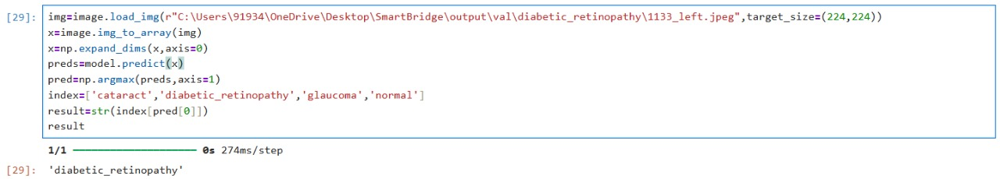 [29]: img=image.load_img(r"C:\Users\91934\OneDrive\Desktop\SmartBridge\output\val\diabetic_retinopathy\1133_left.jpeg",target_size=(224,224))
x=image.img_to_array(img)
x=np.expand_dims(x,axis=0)
preds=model.predict(x)
pred=np.argmax(preds,axis=1)
index=['cataract','diabetic_retinopathy','glaucoma','normal']
result=str(index[pred[0]])
result
1/1 ━━━━━━━━━━━━━━━━━━━━ 0s 274ms/step
[29]: 'diabetic_retinopathy'